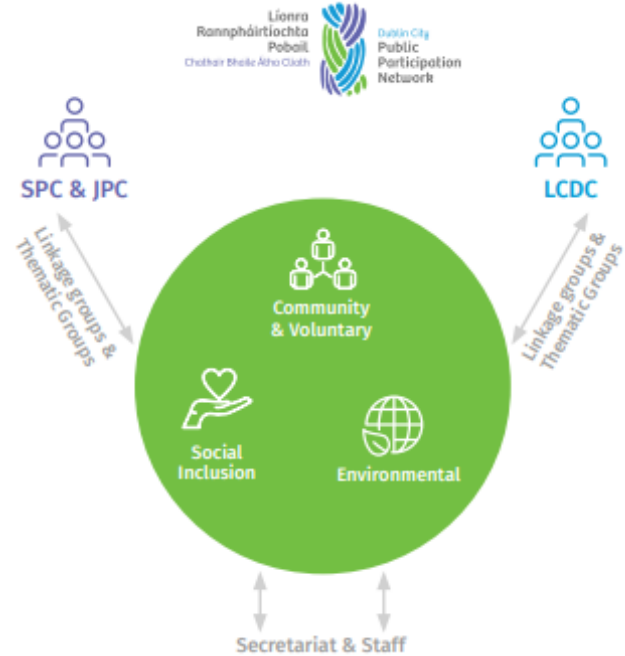 Líonra
Rannpháirtíochta
Pobail
Chathair Bhaile Átha Cliath
Dublin City
Public
Participation
Network
SPC & JPC
LCDC
Linkage groups &
Thematic Groups
Linkage groups &
Thematic Groups
Community
& Voluntary
Social
Inclusion
Environmental
Secretariat & Staff